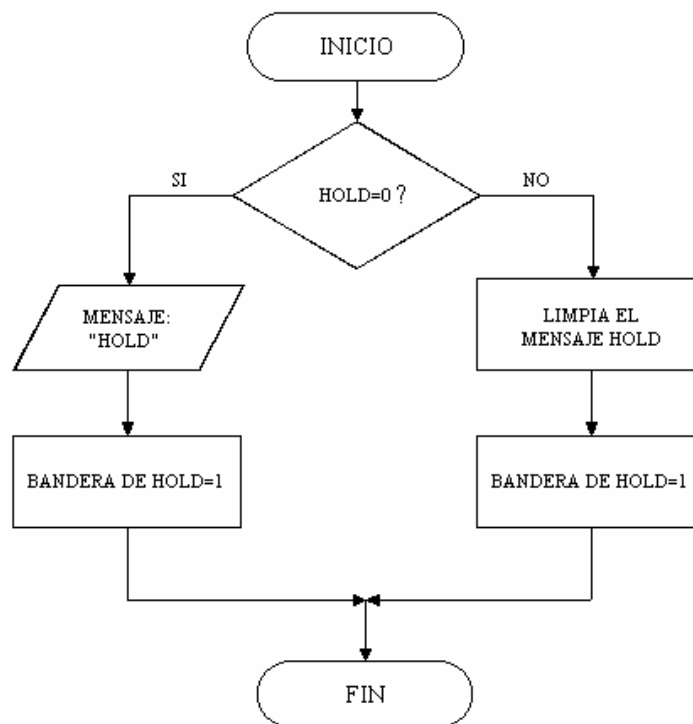 INICIO
HOLD=0 ?
SI
NO
MENSAJE:
"HOLD"
LIMPIA EL
MENSAJE HOLD
BANDERA DE HOLD=1
BANDERA DE HOLD=1
FIN